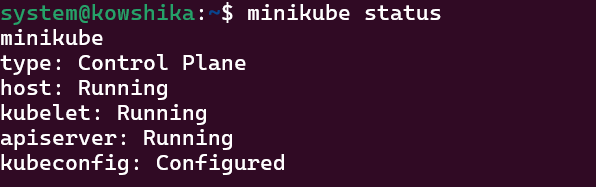 system@kowshika:~$ minikube status
minikube
type: Control Plane
host: Running
kubelet: Running
apiserver: Running
kubeconfig: Configured